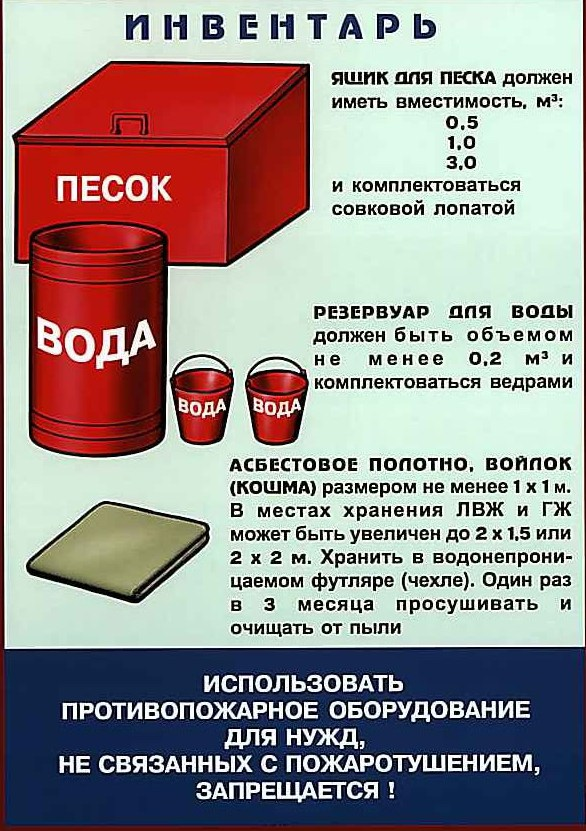 ИНВЕНТАРЬ
ЯЩИК ДЛЯ ПЕСКА должен
иметь вместимость, м³:
0,5
1,0
3,0
и комплектоваться
совковой лопатой
ПЕСОК
РЕЗЕРВУАР ДЛЯ ВОДЫ
должен быть объемом
не менее 0,2 м³ и
комплектоваться ведрами
ВОДА
ВОДА
ВОДА
АСБЕСТОВОЕ ПОЛОТНО, ВОЙЛОК
(КОШМА) размером не менее 1 х 1 м.
В местах хранения ЛВЖ и ГЖ
может быть увеличен до 2 х 1,5 или
2 х 2 м. Хранить в водонепрони-
цаемом футляре (чехле). Один раз
в 3 месяца просушивать и
очищать от пыли
ИСПОЛЬЗОВАТЬ
ПРОТИВОПОЖАРНОЕ ОБОРУДОВАНИЕ
ДЛЯ НУЖД,
НЕ СВЯЗАННЫХ С ПОЖАРОТУШЕНИЕМ,
ЗАПРЕЩАЕТСЯ !